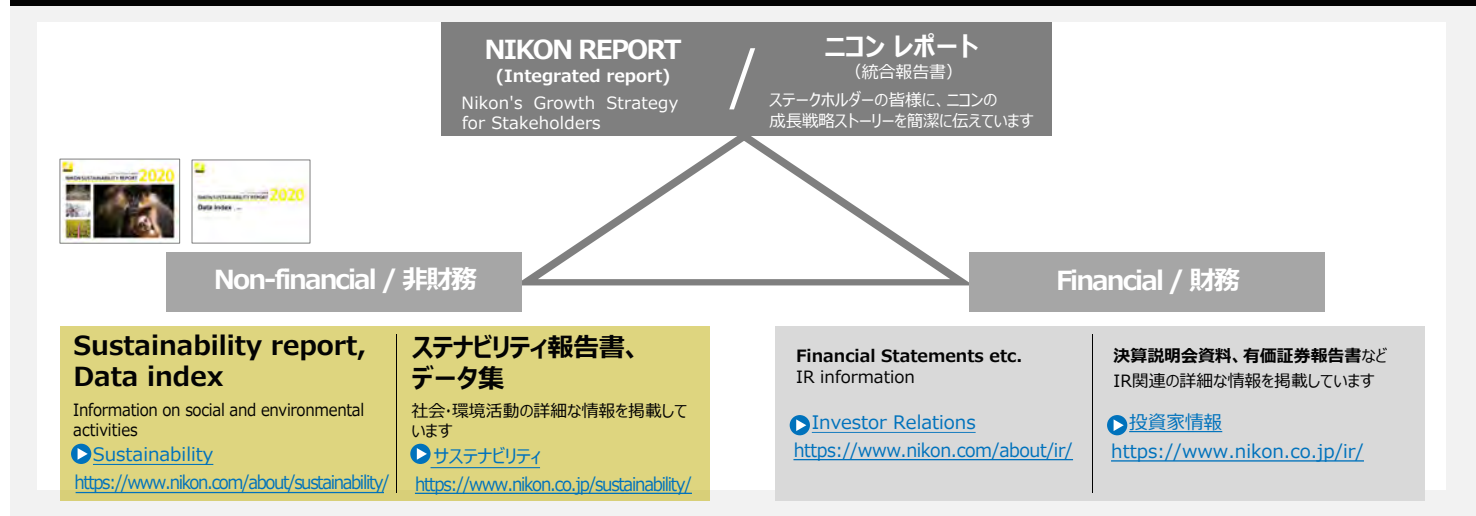 NIKON REPORT
(Integrated report)
Nikon's Growth Strategy
for Stakeholders
/
ニコン レポート
（統合報告書）
ステークホルダーの皆様に、ニコンの
成長戦略ストーリーを簡潔に伝えています
NIKON SUSTAINABILITY REPORT 2020
NIKON SUSTAINABILITY REPORT 2020
Data index
Non-financial / 非財務
Financial / 財務
Sustainability report,
Data index
Information on social and environmental
activities
Sustainability
https://www.nikon.com/about/sustainability/
ステナビリティ報告書、
データ集
社会・環境活動の詳細な情報を掲載して
います
サステナビリティ
https://www.nikon.co.jp/sustainability/
Financial Statements etc.
IR information
Investor Relations
https://www.nikon.com/about/ir/
決算説明会資料、有価証券報告書など
IR関連の詳細な情報を掲載しています
投資家情報
https://www.nikon.co.jp/ir/